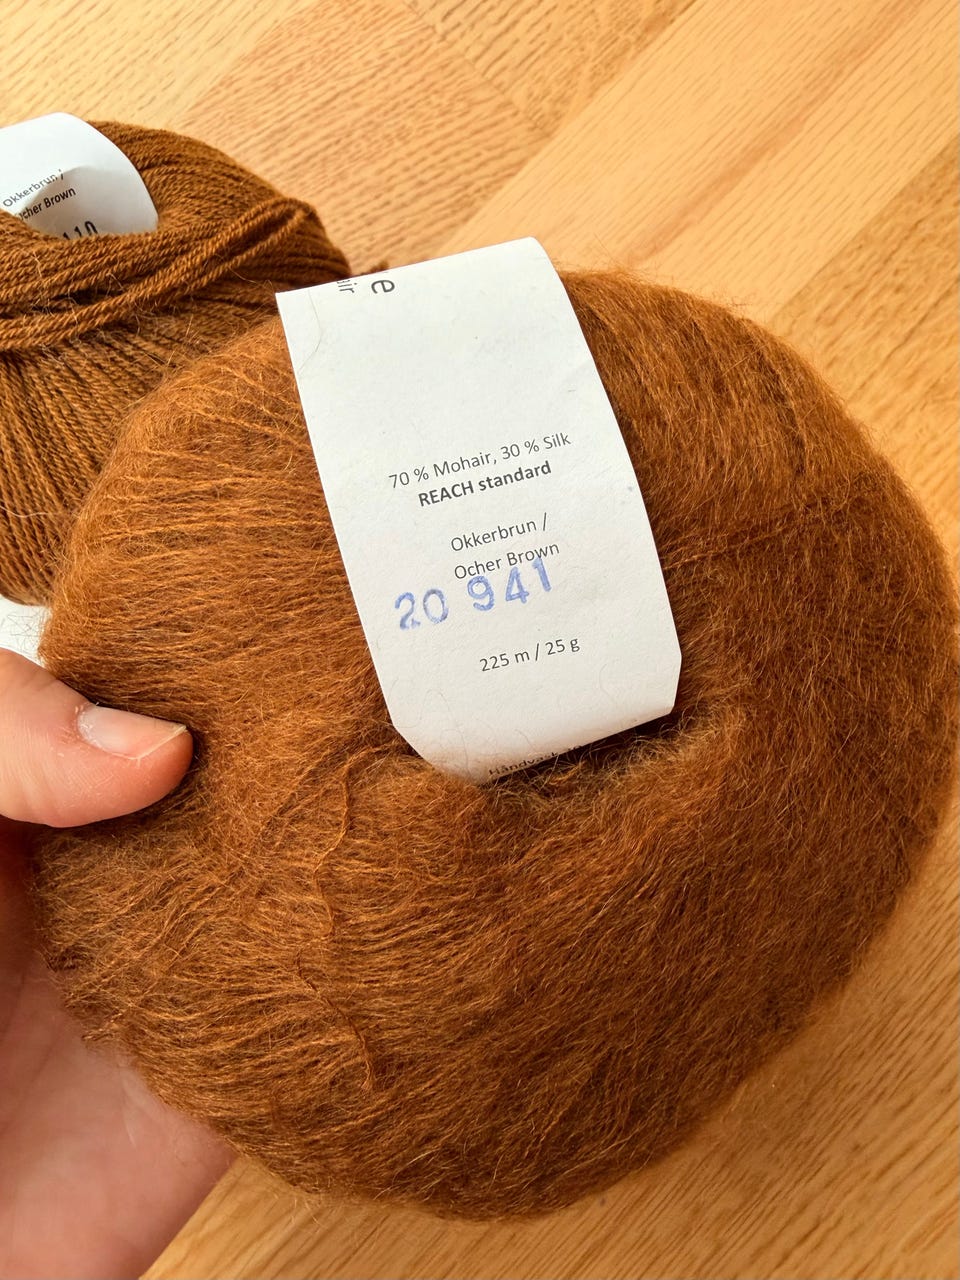 Okkerbrun /
Ocher Brown
e
70 % Mohair, 30 % Silk
REACH standard
Okkerbrun /
Ocher Brown
20 941
225 m / 25 g